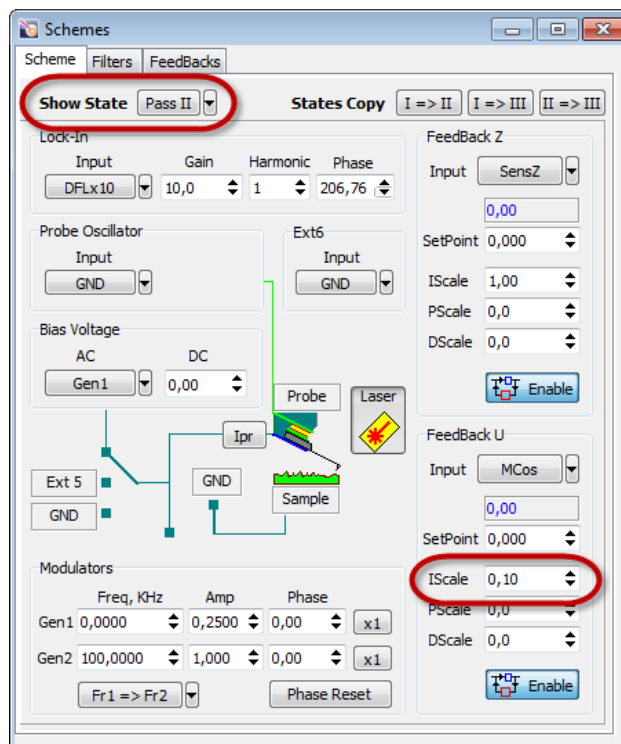 Schemes
Scheme Filters FeedBacks
Show State Pass II States Copy I => II I => III II => III
Lock-In
Input Gain Harmonic Phase
DFLx10 10,0 1 206,76
Probe Oscillator
Input
GND
Ext6
Input
GND
Bias Voltage
AC DC
Gen1 0,00
Probe
Laser
Ipr
Ext 5
GND
GND
Sample
Modulators
Freq, KHz Amp Phase
Gen1 0,0000 0,2500 0,00 x1
Gen2 100,0000 1,000 0,00 x1
Fr1 => Fr2 Phase Reset
FeedBack Z
Input SensZ
0,00
SetPoint 0,000
IScale 1,00
PScale 0,0
DScale 0,0
Enable
FeedBack U
Input MCos
0,00
SetPoint 0,000
IScale 0,10
PScale 0,0
DScale 0,0
Enable